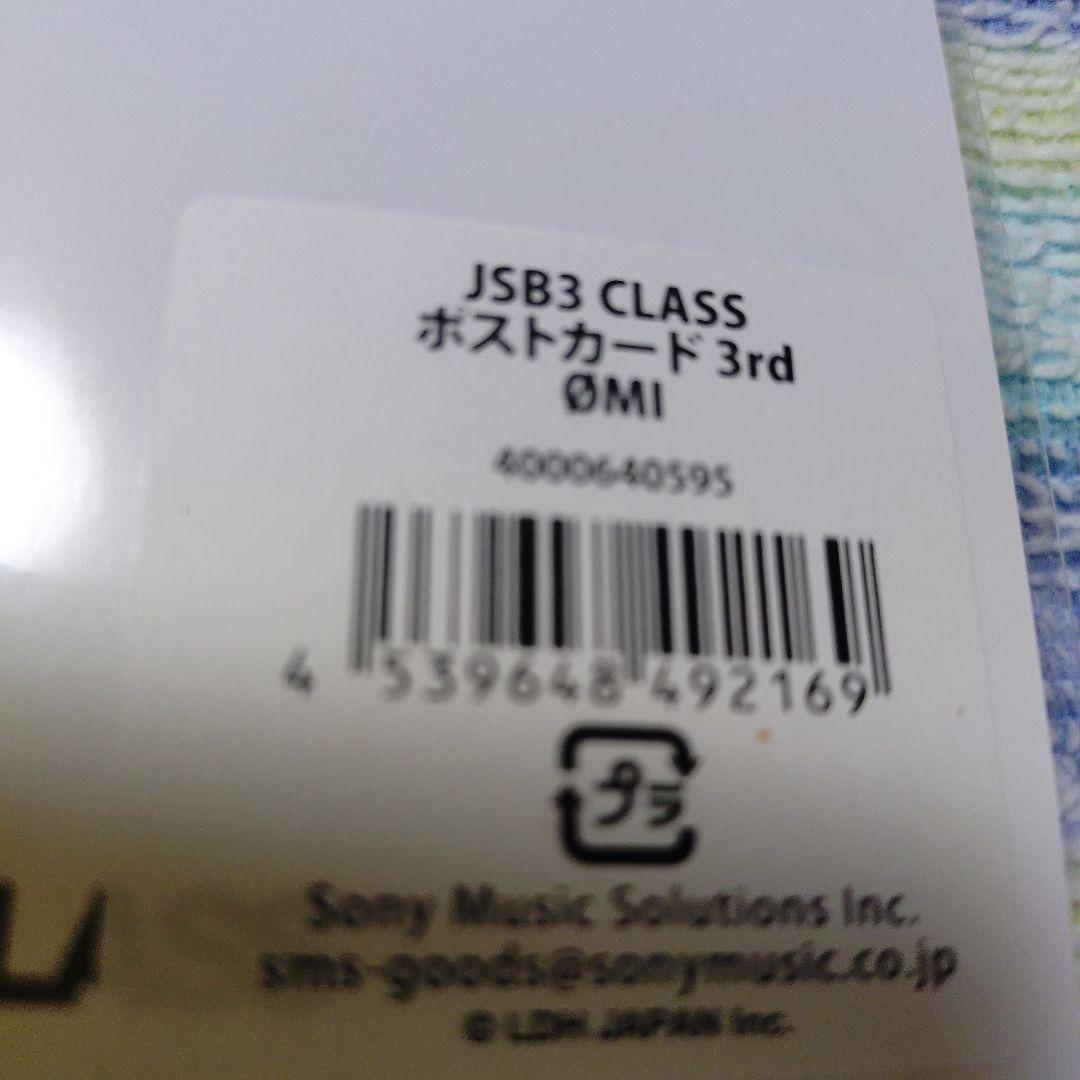 JSB3 CLASS
ポストカード 3rd
ØMI
4000640595
4 539648 492169
プラ
Sony Music Solutions Inc.
sms-goods@sonymusic.co.jp
© LDH JAPAN Inc.